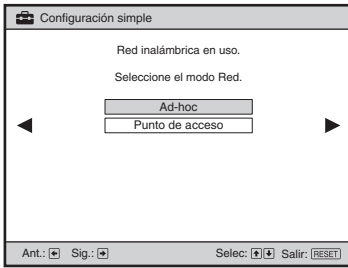 Configuración simple
Red inalámbrica en uso.
Seleccione el modo Red.
Ad-hoc
Punto de acceso
Ant.: Sig.: Selec: Salir: RESET